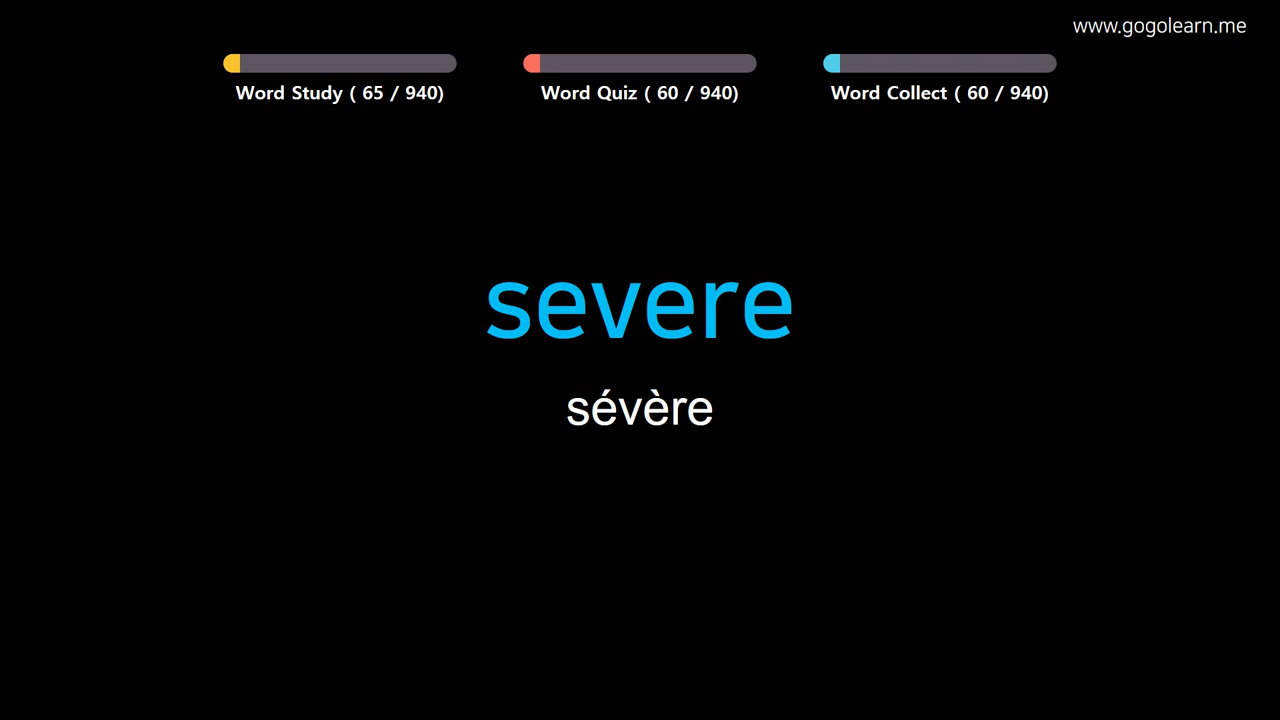 www.gogolearn.me
Word Study ( 65 / 940)
Word Quiz ( 60 / 940)
Word Collect ( 60 / 940)
severe
sévère